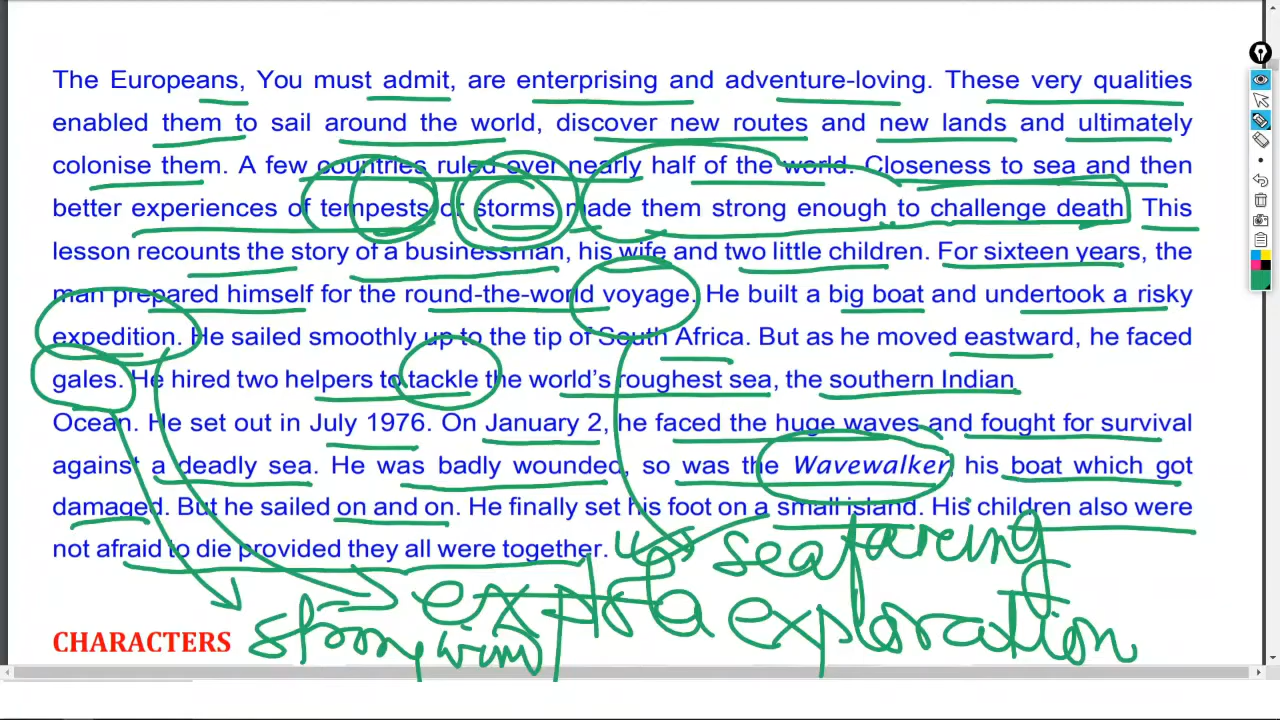 The Europeans, You must admit, are enterprising and adventure-loving. These very qualities
enabled them to sail around the world, discover new routes and new lands and ultimately
colonise them. A few countries ruled over nearly half of the world. Closeness to sea and then
better experiences of tempests or storms made them strong enough to challenge death. This
lesson recounts the story of a businessman, his wife and two little children. For sixteen years, the
man prepared himself for the round-the-world voyage. He built a big boat and undertook a risky
expedition. He sailed smoothly up to the tip of South Africa. But as he moved eastward, he faced
gales. He hired two helpers to tackle the world's roughest sea, the southern Indian
Ocean. He set out in July 1976. On January 2, he faced the huge waves and fought for survival
against a deadly sea. He was badly wounded, so was the Wavewalker, his boat which got
damaged. But he sailed on and on. He finally set his foot on a small island. His children also were
not afraid to die provided they all were together.
seafareing
exploration
CHARACTERS
strong wind